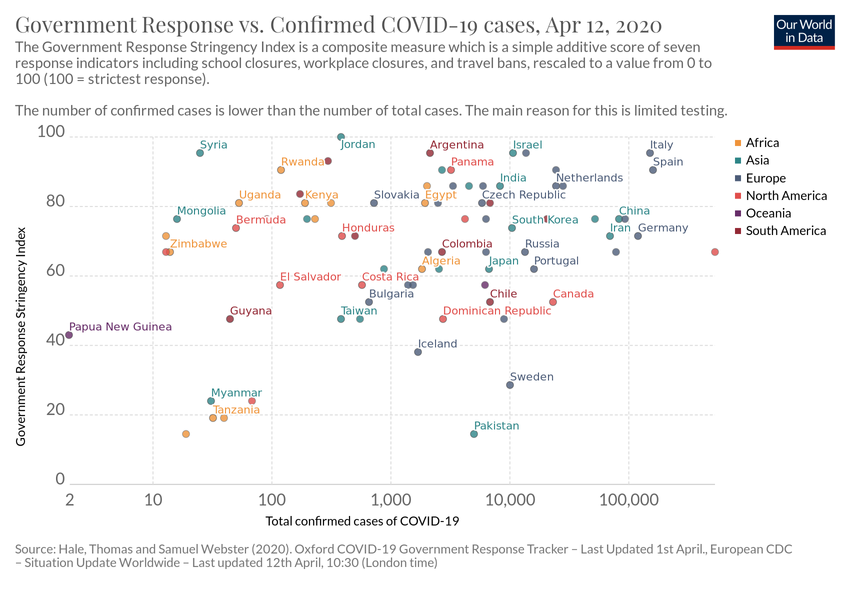 Government Response vs. Confirmed COVID-19 cases, Apr 12, 2020
Our World
in Data
The Government Response Stringency Index is a composite measure which is a simple additive score of seven
response indicators including school closures, workplace closures, and travel bans, rescaled to a value from 0 to
100 (100 = strictest response).
The number of confirmed cases is lower than the number of total cases. The main reason for this is limited testing.
Government Response Stringency Index
100
80
60
40
20
0
Syria
Jordan
Argentina
Israel
Italy
Rwanda
Panama
Spain
India
Netherlands
Uganda
Kenya
Slovakia
Egypt
Czech Republic
Mongolia
Bermuda
Honduras
South Korea
China
Iran
Germany
Zimbabwe
Colombia
Russia
Algeria
Japan
Portugal
El Salvador
Costa Rica
Bulgaria
Chile
Canada
Guyana
Taiwan
Dominican Republic
Papua New Guinea
Iceland
Sweden
Myanmar
Tanzania
Pakistan
2
10
100
1,000
10,000
100,000
Total confirmed cases of COVID-19
Africa
Asia
Europe
North America
Oceania
South America
Source: Hale, Thomas and Samuel Webster (2020). Oxford COVID-19 Government Response Tracker – Last Updated 1st April., European CDC
– Situation Update Worldwide – Last updated 12th April, 10:30 (London time)